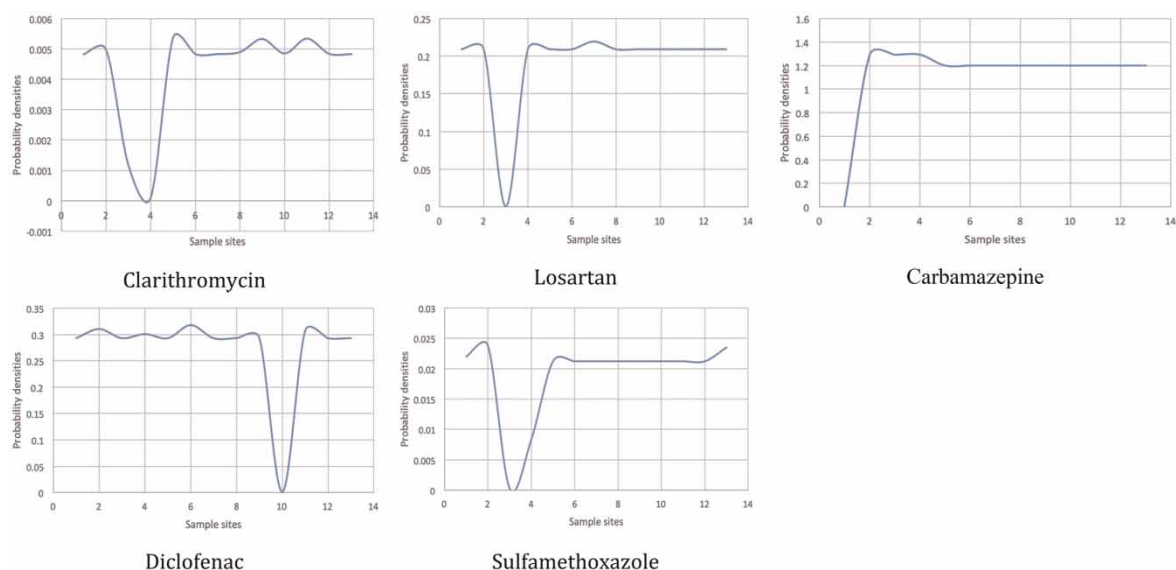 0.006
0.005
0.004
0.003
0.002
0.001
0
-0.001
Probability densities
0 2 4 6 8 10 12 14
Sample sites
Clarithromycin
0.25
0.2
0.15
0.1
0.05
0
Probability densities
0 2 4 6 8 10 12 14
Sample sites
Losartan
1.6
1.4
1.2
1
0.8
0.6
0.4
0.2
0
Probability densities
0 2 4 6 8 10 12 14
Sample sites
Carbamazepine
0.35
0.3
0.25
0.2
0.15
0.1
0.05
0
Probability densities
0 2 4 6 8 10 12 14
Sample sites
Diclofenac
0.03
0.025
0.02
0.015
0.01
0.005
0
Probability densities
0 2 4 6 8 10 12 14
Sample sites
Sulfamethoxazole